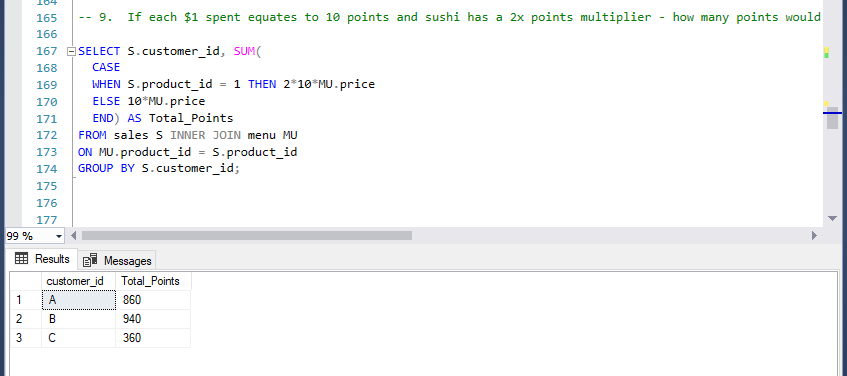 165 -- 9. If each $1 spent equates to 10 points and sushi has a 2x points multiplier - how many points would
166
167 SELECT S.customer_id, SUM(
168 CASE
169 WHEN S.product_id = 1 THEN 2*10*MU.price
170 ELSE 10*MU.price
171 END) AS Total_Points
172 FROM sales S INNER JOIN menu MU
173 ON MU.product_id = S.product_id
174 GROUP BY S.customer_id;
175
176
177
99 %
Results Messages
customer_id Total_Points
1 A 860
2 B 940
3 C 360